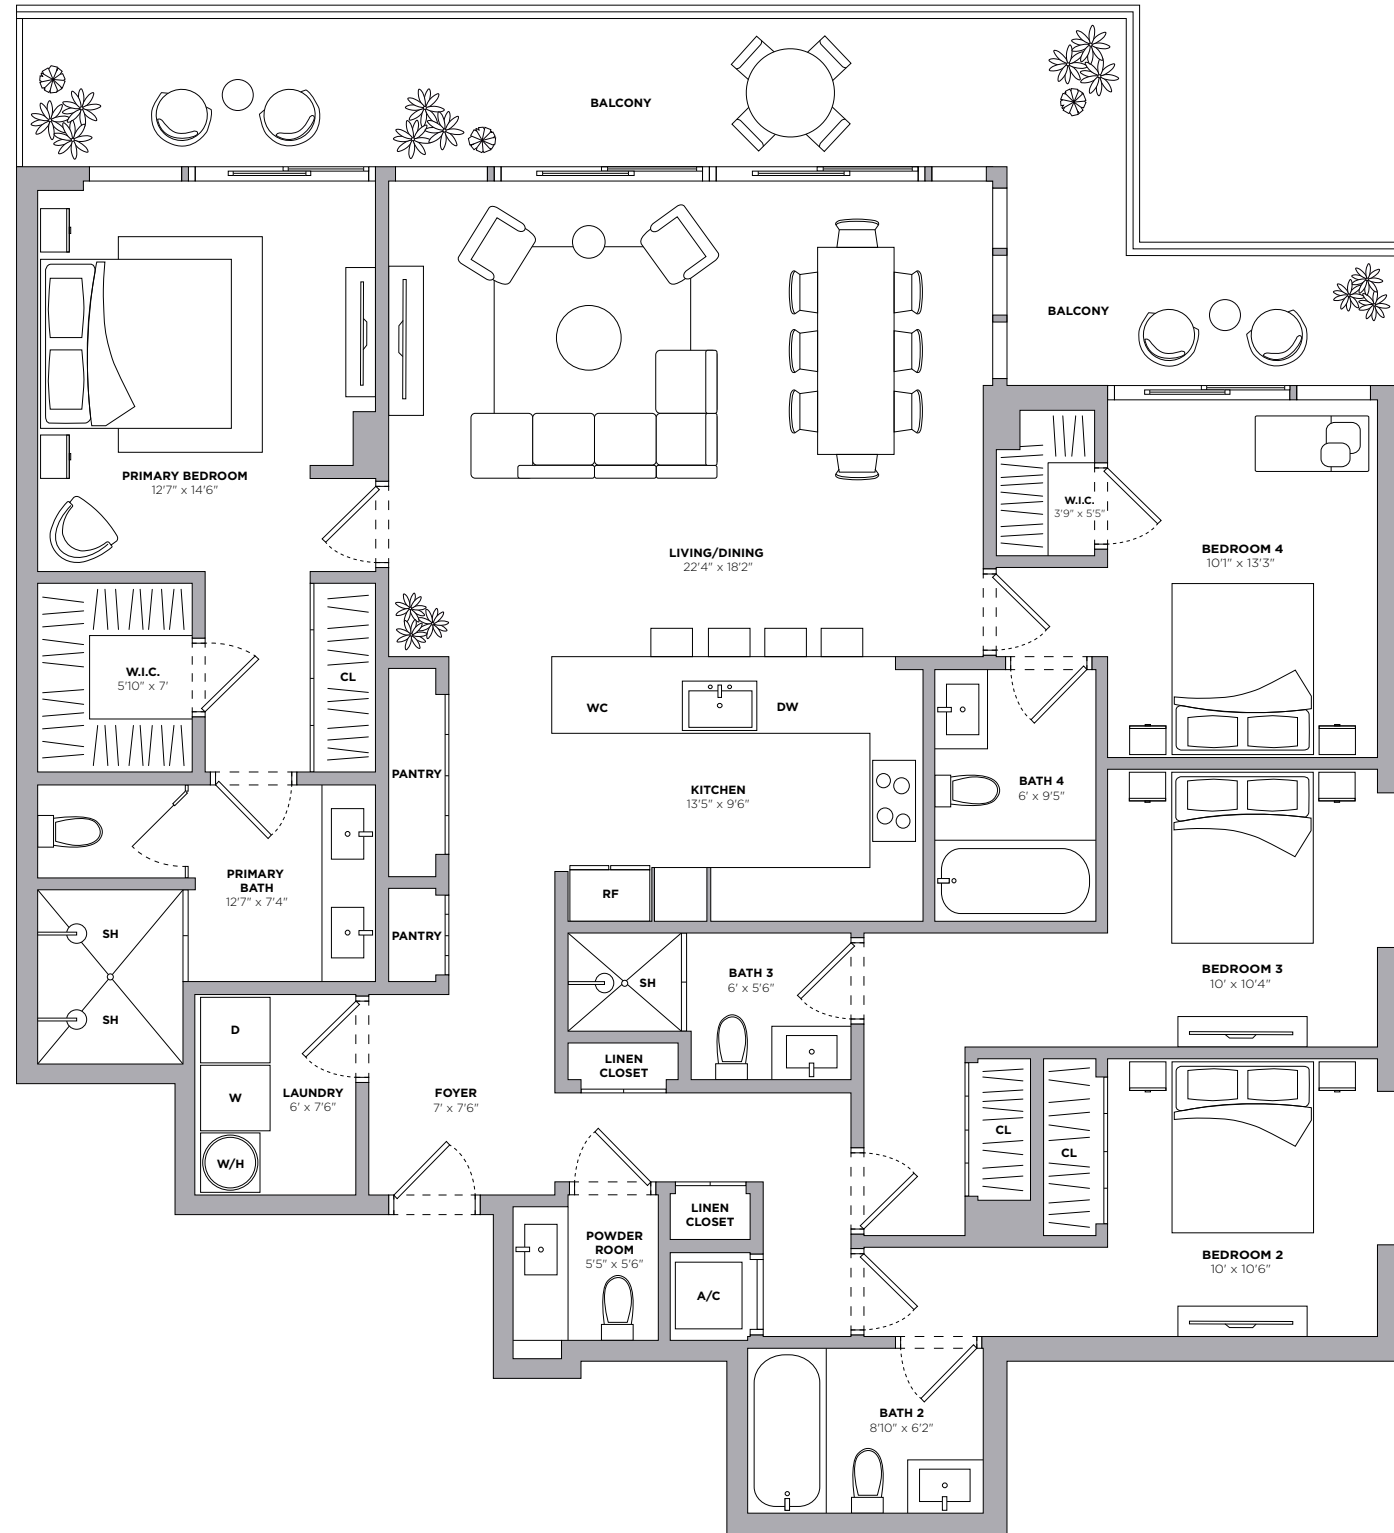 BALCONY
BALCONY
PRIMARY BEDROOM
12'7" x 14'6"
W.I.C.
3'9" x 5'5"
LIVING/DINING
22'4" x 18'2"
BEDROOM 4
10'1" x 13'3"
W.I.C.
5'10" x 7'
CL
WC
DW
PANTRY
KITCHEN
13'5" x 9'6"
BATH 4
6' x 9'5"
PRIMARY
BATH
12'7" x 7'4"
RF
SH
PANTRY
SH
BATH 3
6' x 5'6"
SH
BEDROOM 3
10' x 10'4"
D
LINEN
CLOSET
W
LAUNDRY
6' x 7'6"
FOYER
7' x 7'6"
CL
CL
W/H
LINEN
CLOSET
POWDER
ROOM
5'5" x 5'6"
BEDROOM 2
10' x 10'6"
A/C
BATH 2
8'10" x 6'2"